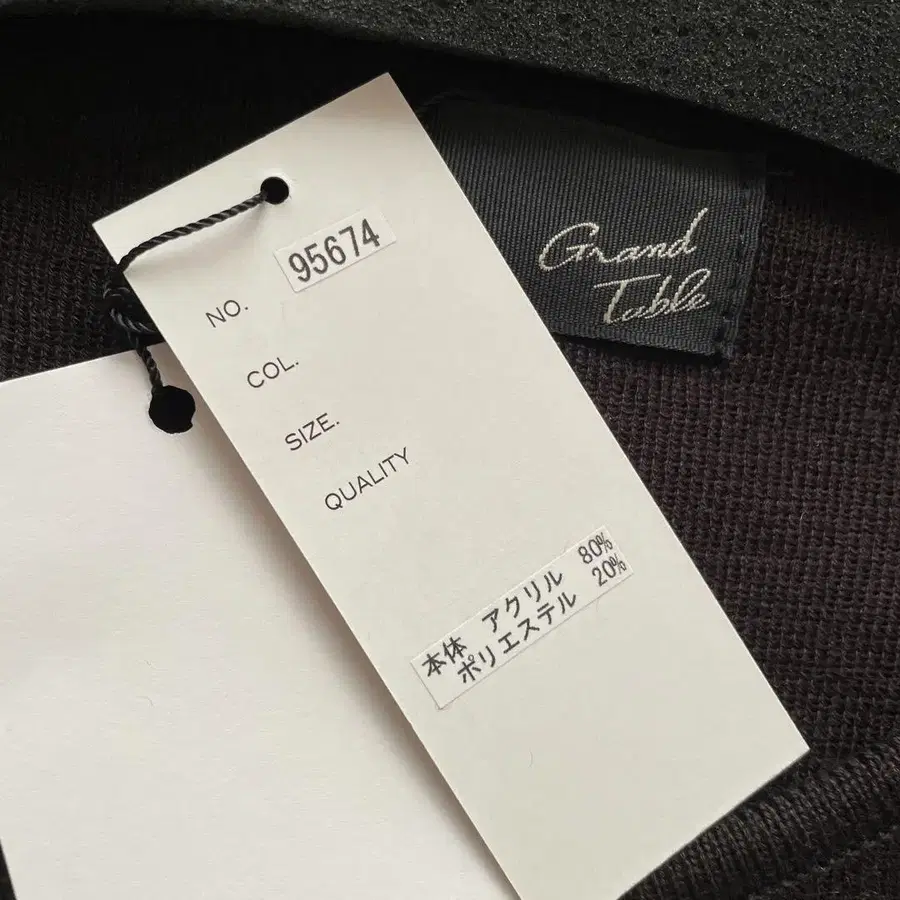 Grand
Table
95674
NO.
COL.
SIZE.
QUALITY
本体 アクリル 80%
ポリエステル 20%